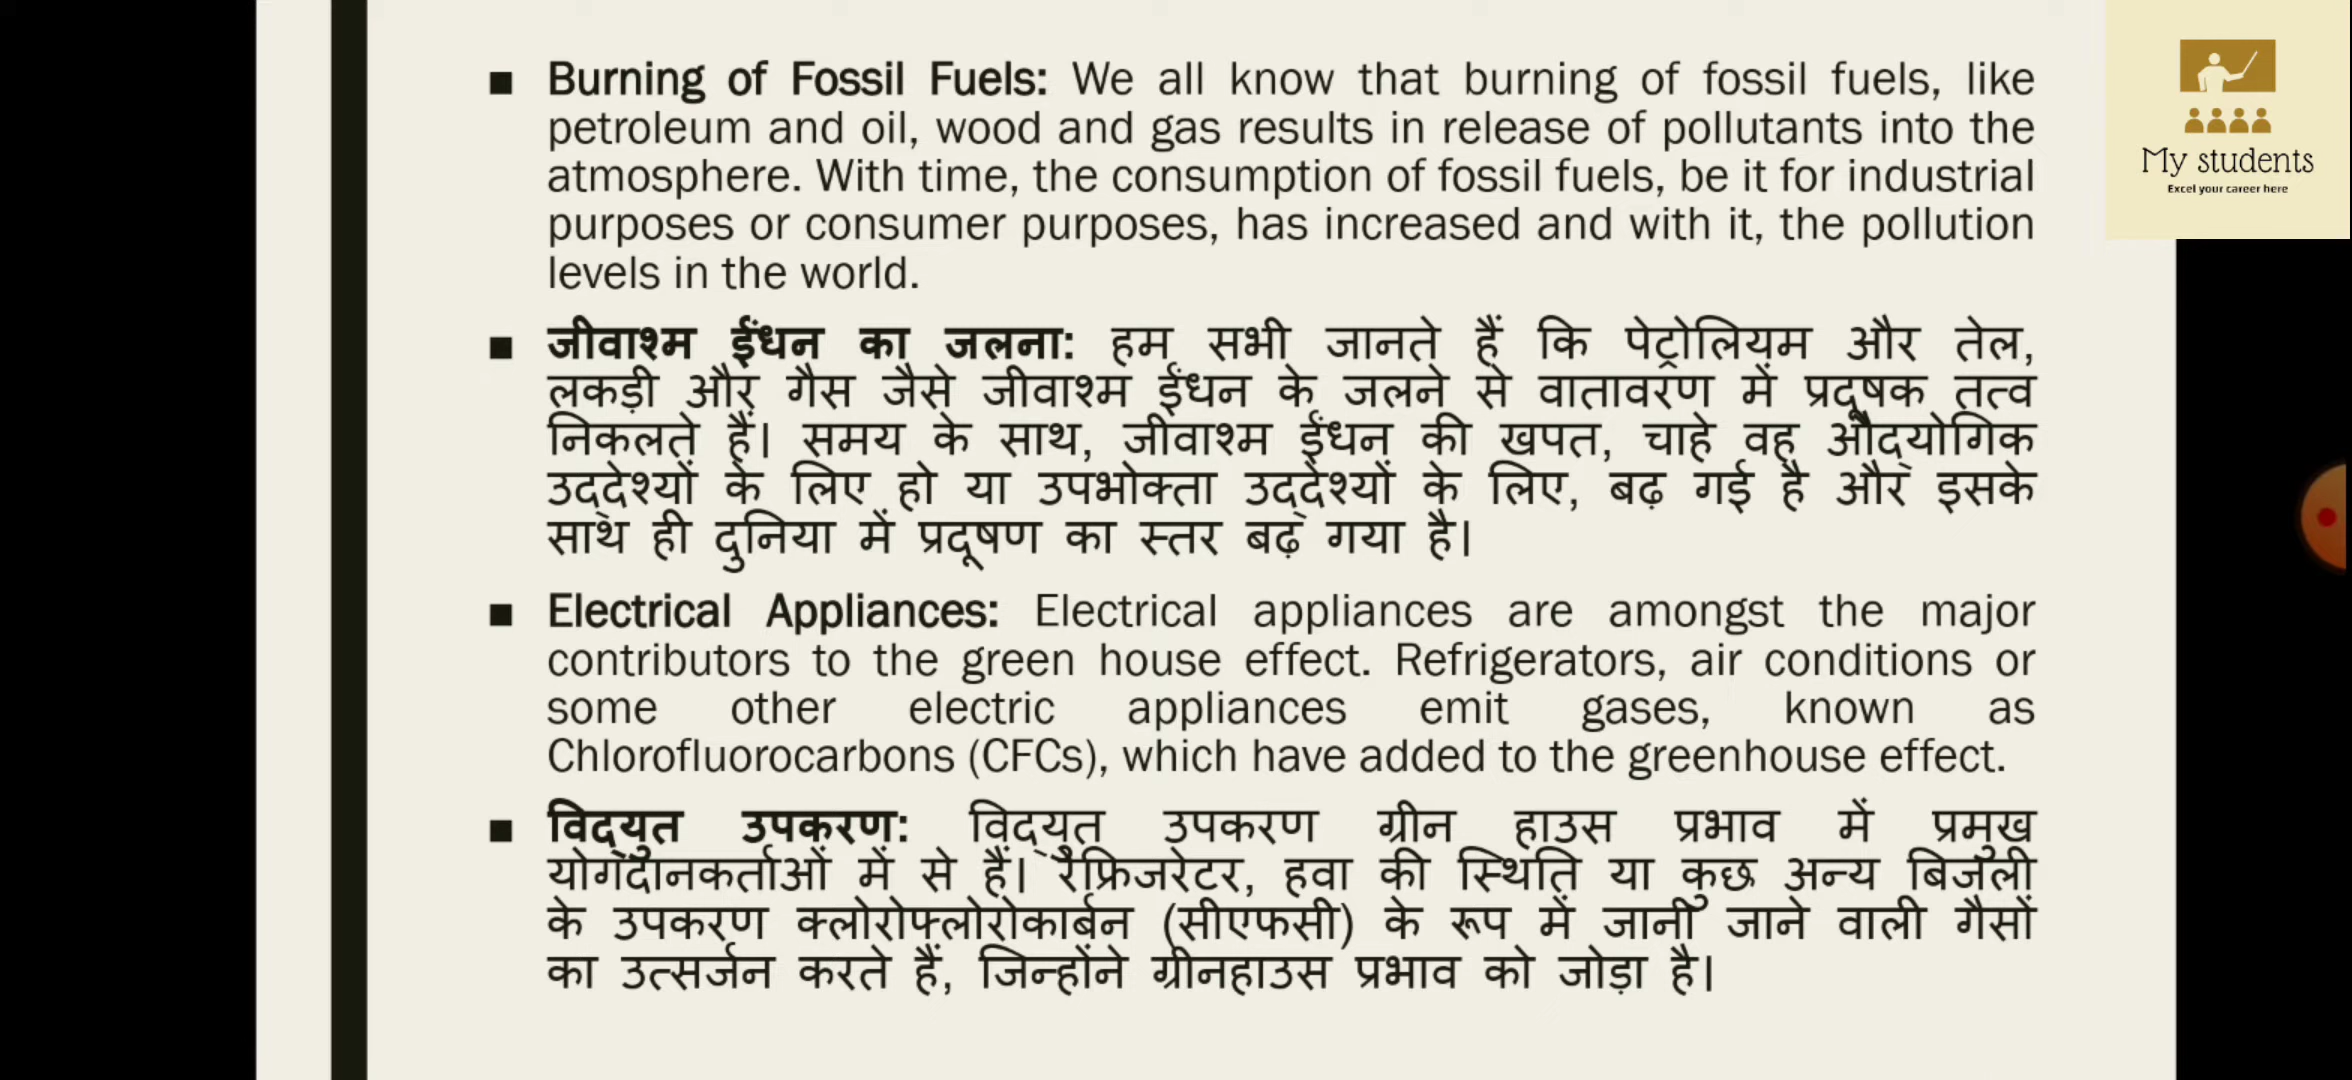 ■ Burning of Fossil Fuels: We all know that burning of fossil fuels, like
petroleum and oil, wood and gas results in release of pollutants into the
atmosphere. With time, the consumption of fossil fuels, be it for industrial
purposes or consumer purposes, has increased and with it, the pollution
levels in the world.
■ जीवाश्म ईंधन का जलना: हम सभी जानते हैं कि पेट्रोलियम और तेल,
लकड़ी और गैस जैसे जीवाश्म ईंधन के जलने से वातावरण में प्रदूषक तत्व
निकलते हैं। समय के साथ, जीवाश्म ईंधन की खपत, चाहे वह औद्योगिक
उद्देश्यों के लिए हो या उपभोक्ता उद्देश्यों के लिए, बढ़ गई है और इसके
साथ ही दुनिया में प्रदूषण का स्तर बढ़ गया है।
■ Electrical Appliances: Electrical appliances are amongst the major
contributors to the green house effect. Refrigerators, air conditions or
some other electric appliances emit gases, known as
Chlorofluorocarbons (CFCs), which have added to the greenhouse effect.
■ विद्युत उपकरण: विद्युत उपकरण ग्रीन हाउस प्रभाव में प्रमुख
योगदानकर्ताओं में से हैं। रेफ्रिजरेटर, हवा की स्थिति या कुछ अन्य बिजली
के उपकरण क्लोरोफ्लोरोकार्बन (सीएफसी) के रूप में जानी जाने वाली गैसों
का उत्सर्जन करते हैं, जिन्होंने ग्रीनहाउस प्रभाव को जोड़ा है।
My students
Excel your career here